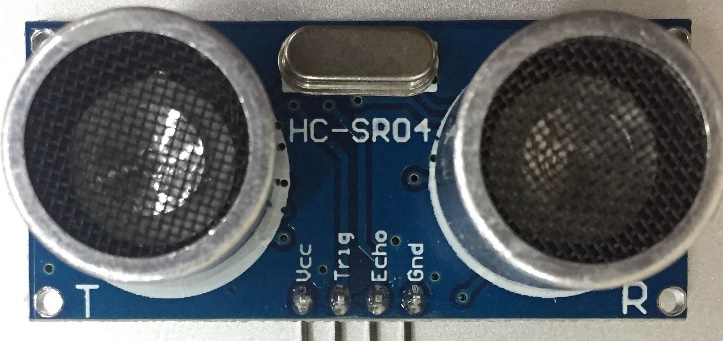 HC-SR04
Vcc
Trig
Echo
Gnd
T
R